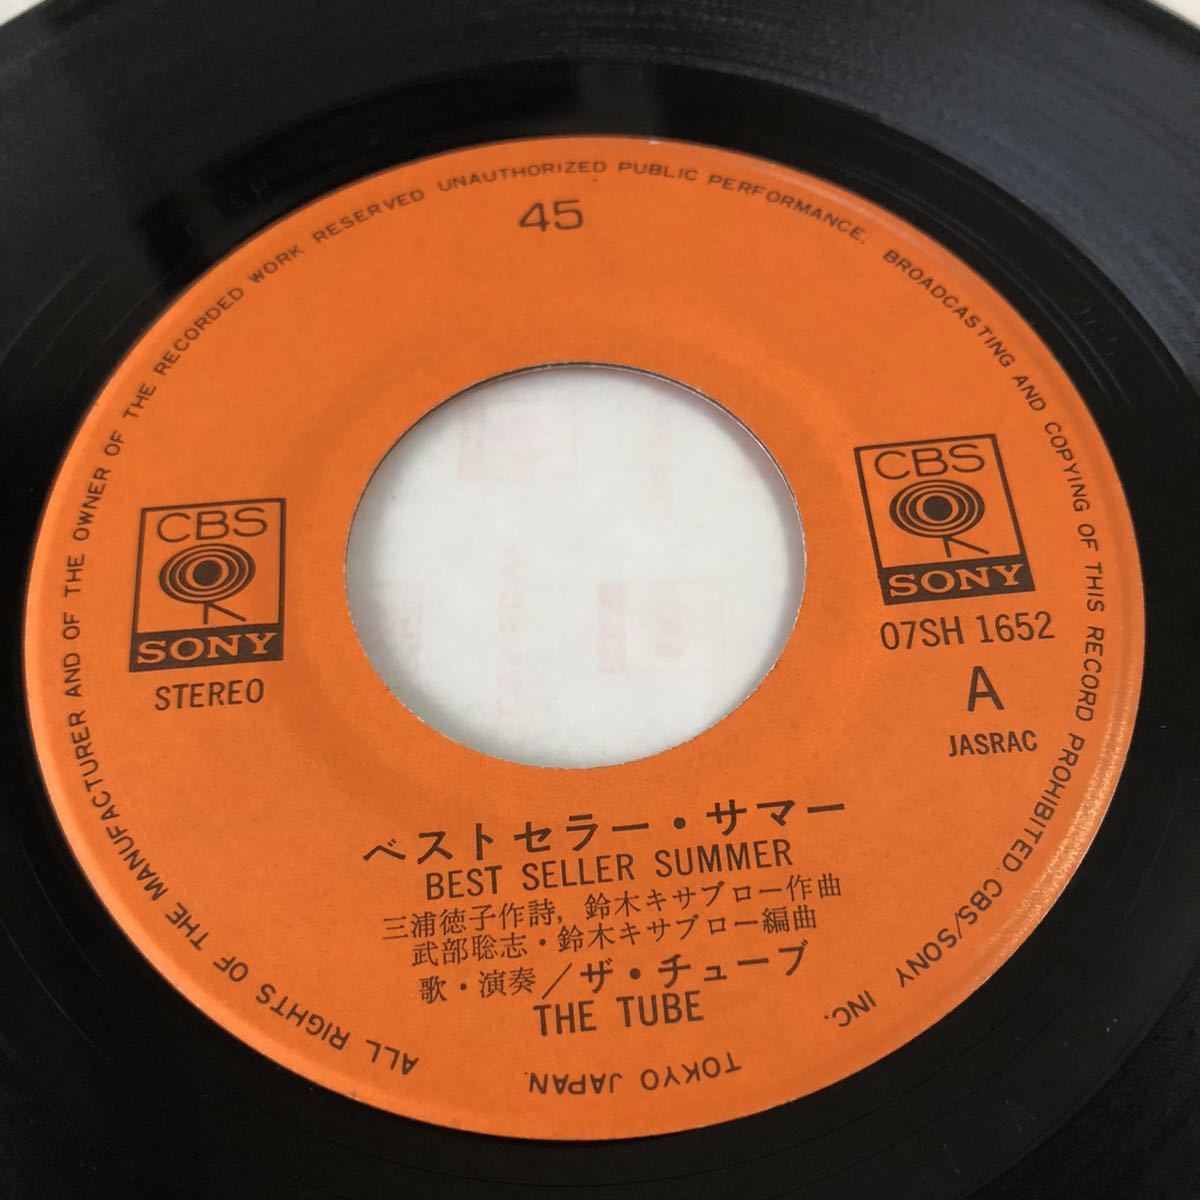 45
ALL RIGHTS OF THE MANUFACTURER AND OF THE OWNER OF THE RECORDED WORK RESERVED UNAUTHORIZED PUBLIC PERFORMANCE, BROADCASTING AND COPYING OF THIS RECORD PROHIBITED. CBS/SONY INC.
TOKYO JAPAN.
CBS
SONY
STEREO
CBS
SONY
07SH 1652
A
JASRAC
ベストセラー・サマー
BEST SELLER SUMMER
三浦徳子作詩, 鈴木キサブロー作曲
武部聡志・鈴木キサブロー編曲
歌・演奏/ザ・チューブ
THE TUBE